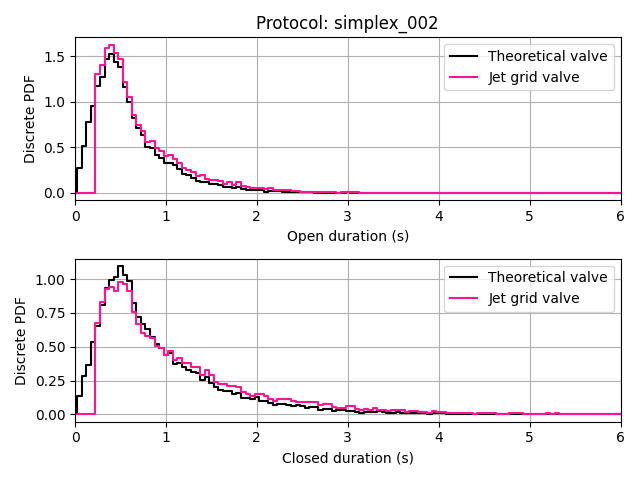 Protocol: simplex_002
Discrete PDF
1.5
1.0
0.5
0.0
Theoretical valve
Jet grid valve
0 1 2 3 4 5 6
Open duration (s)
Discrete PDF
1.00
0.75
0.50
0.25
0.00
Theoretical valve
Jet grid valve
0 1 2 3 4 5 6
Closed duration (s)